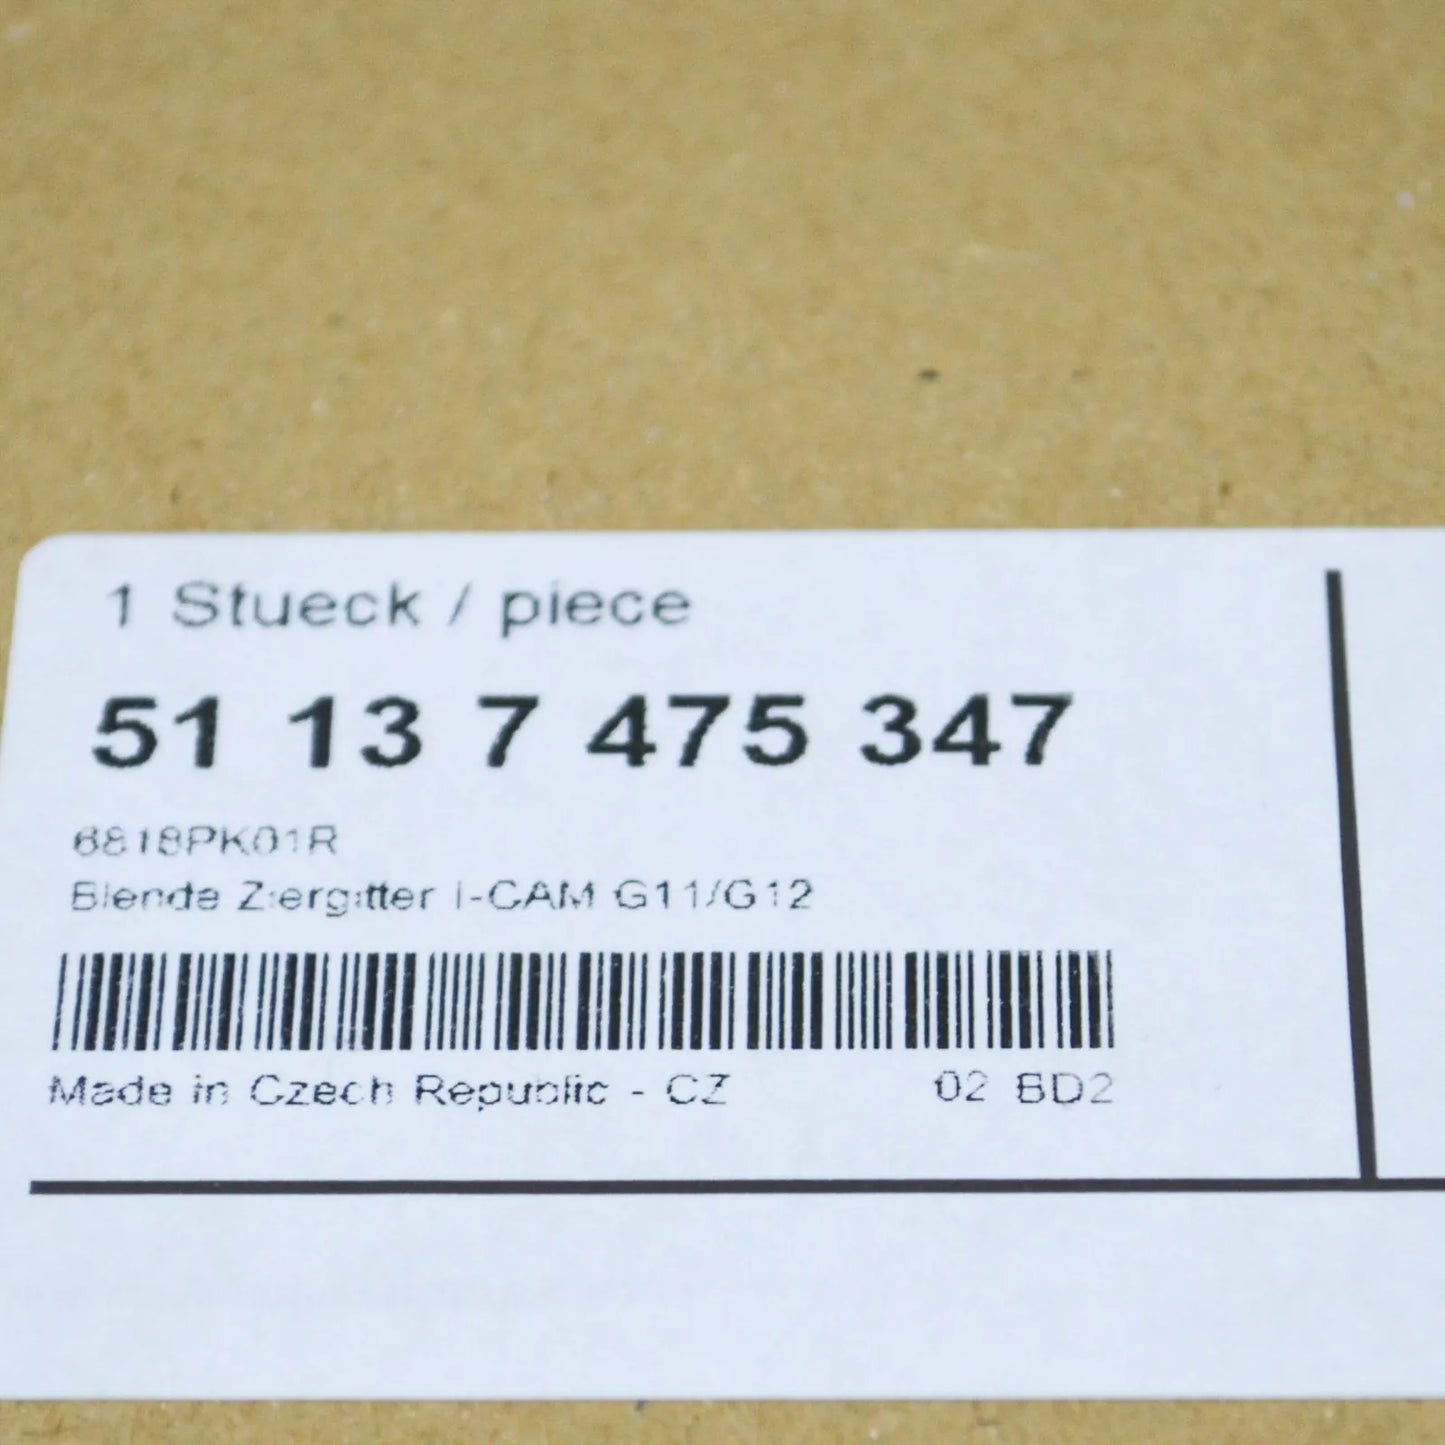 1 Stueck / piece
51 13 7 475 347
6818PK01R
Blende Ziergitter I-CAM G11/G12
Made in Czech Republic - CZ 02 BD2